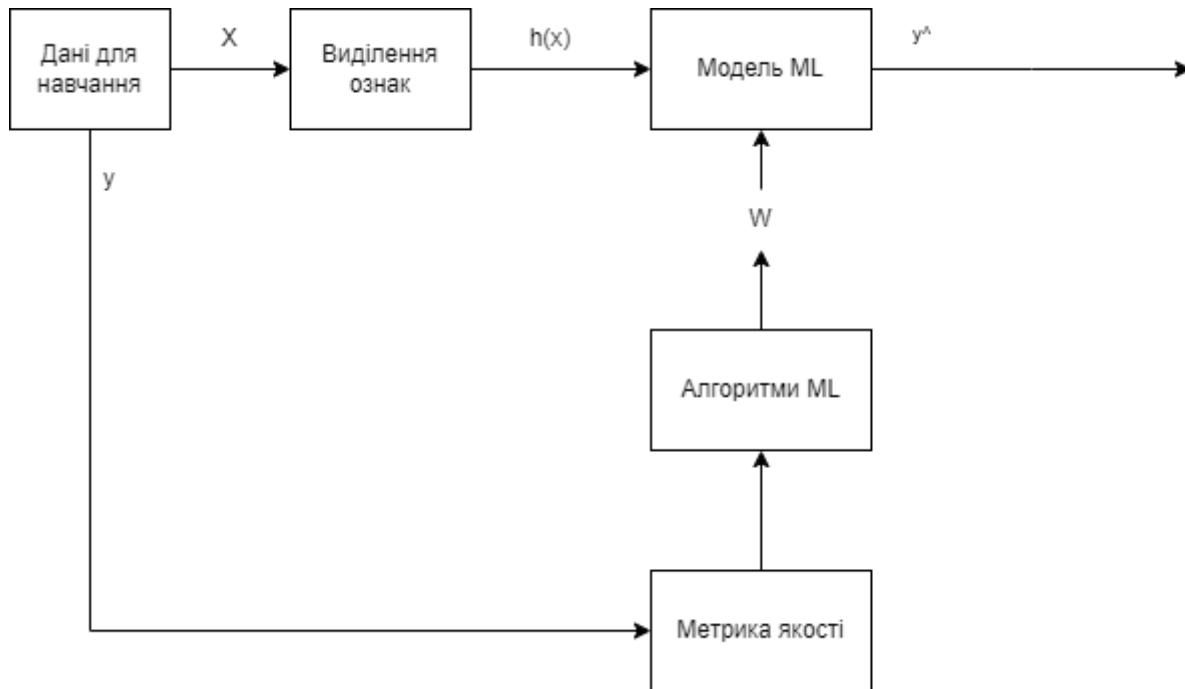 Дані для
навчання
X
Виділення
ознак
h(x)
Модель ML
y^
y
W
Алгоритми ML
Метрика якості